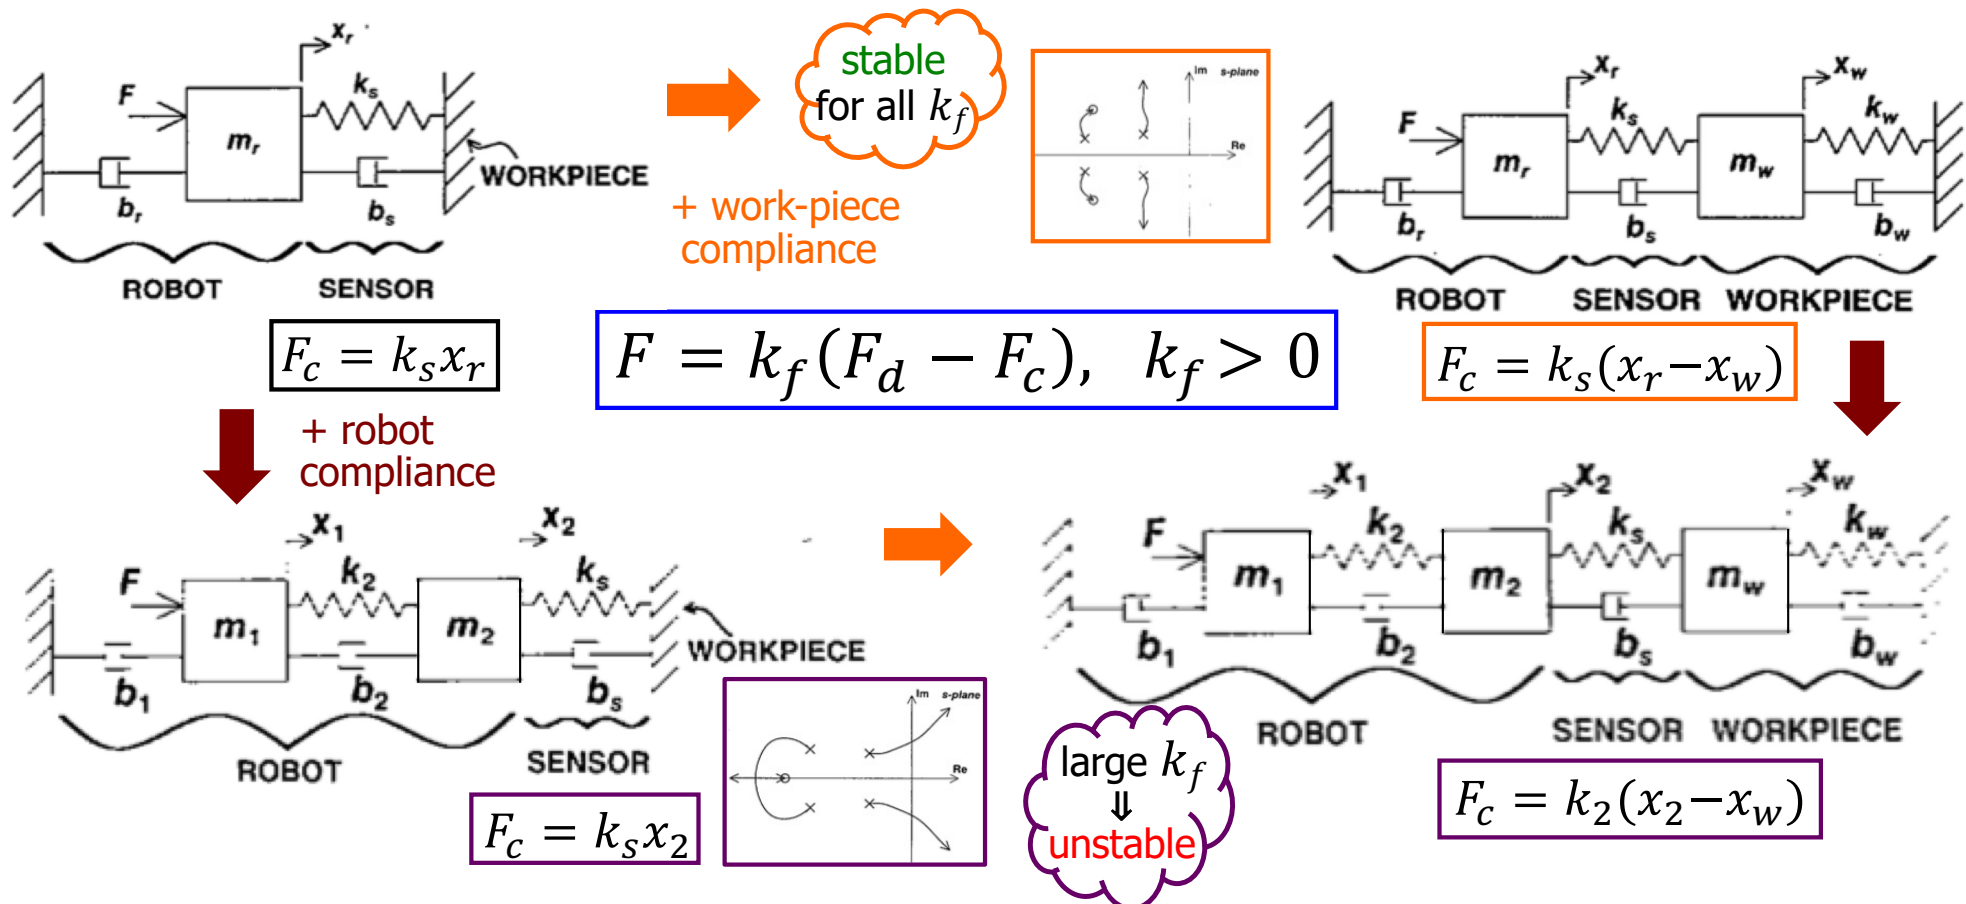 x_r
F
k_s
m_r
WORKPIECE
b_r
b_s
ROBOT
SENSOR
F_c = k_s x_r
stable
for all k_f
+ work-piece
compliance
Im
s-plane
Re
x_r
x_w
F
k_s
k_w
m_r
m_w
b_r
b_s
b_w
ROBOT
SENSOR
WORKPIECE
F = k_f(F_d − F_c), k_f > 0
F_c = k_s(x_r−x_w)
+ robot
compliance
x_1
x_2
F
k_2
k_s
m_1
m_2
WORKPIECE
b_1
b_2
b_s
ROBOT
SENSOR
F_c = k_s x_2
Im
s-plane
Re
x_1
x_2
x_w
F
k_2
k_s
k_w
m_1
m_2
m_w
b_1
b_2
b_s
b_w
ROBOT
SENSOR
WORKPIECE
large k_f
⇓
unstable
F_c = k_2(x_2−x_w)